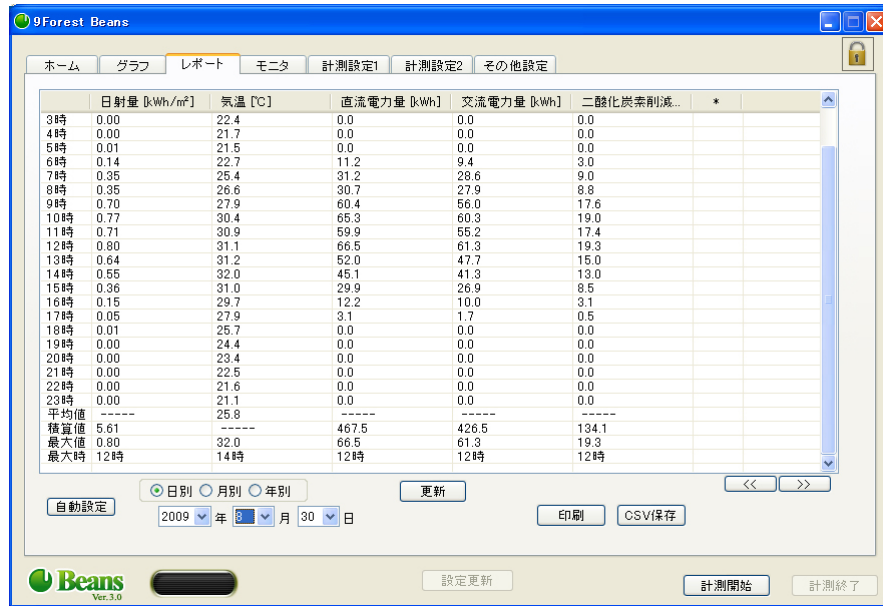 9Forest Beans
ホーム グラフ レポート モニタ 計測設定1 計測設定2 その他設定
日射量 [kWh/㎡] 気温 [℃] 直流電力量 [kWh] 交流電力量 [kWh] 二酸化炭素削減... *
3時 0.00 22.4 0.0 0.0 0.0
4時 0.00 21.7 0.0 0.0 0.0
5時 0.01 21.5 0.0 0.0 0.0
6時 0.14 22.7 11.2 9.4 3.0
7時 0.35 25.4 31.2 28.6 9.0
8時 0.35 26.6 30.7 27.9 8.8
9時 0.70 27.9 60.4 56.0 17.6
10時 0.77 30.4 65.3 60.3 19.0
11時 0.71 30.9 59.9 55.2 17.4
12時 0.80 31.1 66.5 61.3 19.3
13時 0.64 31.2 52.0 47.7 15.0
14時 0.55 32.0 45.1 41.3 13.0
15時 0.36 31.0 29.9 26.9 8.5
16時 0.15 29.7 12.2 10.0 3.1
17時 0.05 27.9 3.1 1.7 0.5
18時 0.01 25.7 0.0 0.0 0.0
19時 0.00 24.4 0.0 0.0 0.0
20時 0.00 23.4 0.0 0.0 0.0
21時 0.00 22.5 0.0 0.0 0.0
22時 0.00 21.6 0.0 0.0 0.0
23時 0.00 21.1 0.0 0.0 0.0
平均値 ----- 25.8 ----- ----- -----
積算値 5.61 ----- 467.5 426.5 134.1
最大値 0.80 32.0 66.5 61.3 19.3
最大時 12時 14時 12時 12時 12時
<< >>
自動設定 日別 月別 年別 更新
2009 年 8 月 30 日 印刷 CSV保存
Beans Ver.3.0 設定更新 計測開始 計測終了